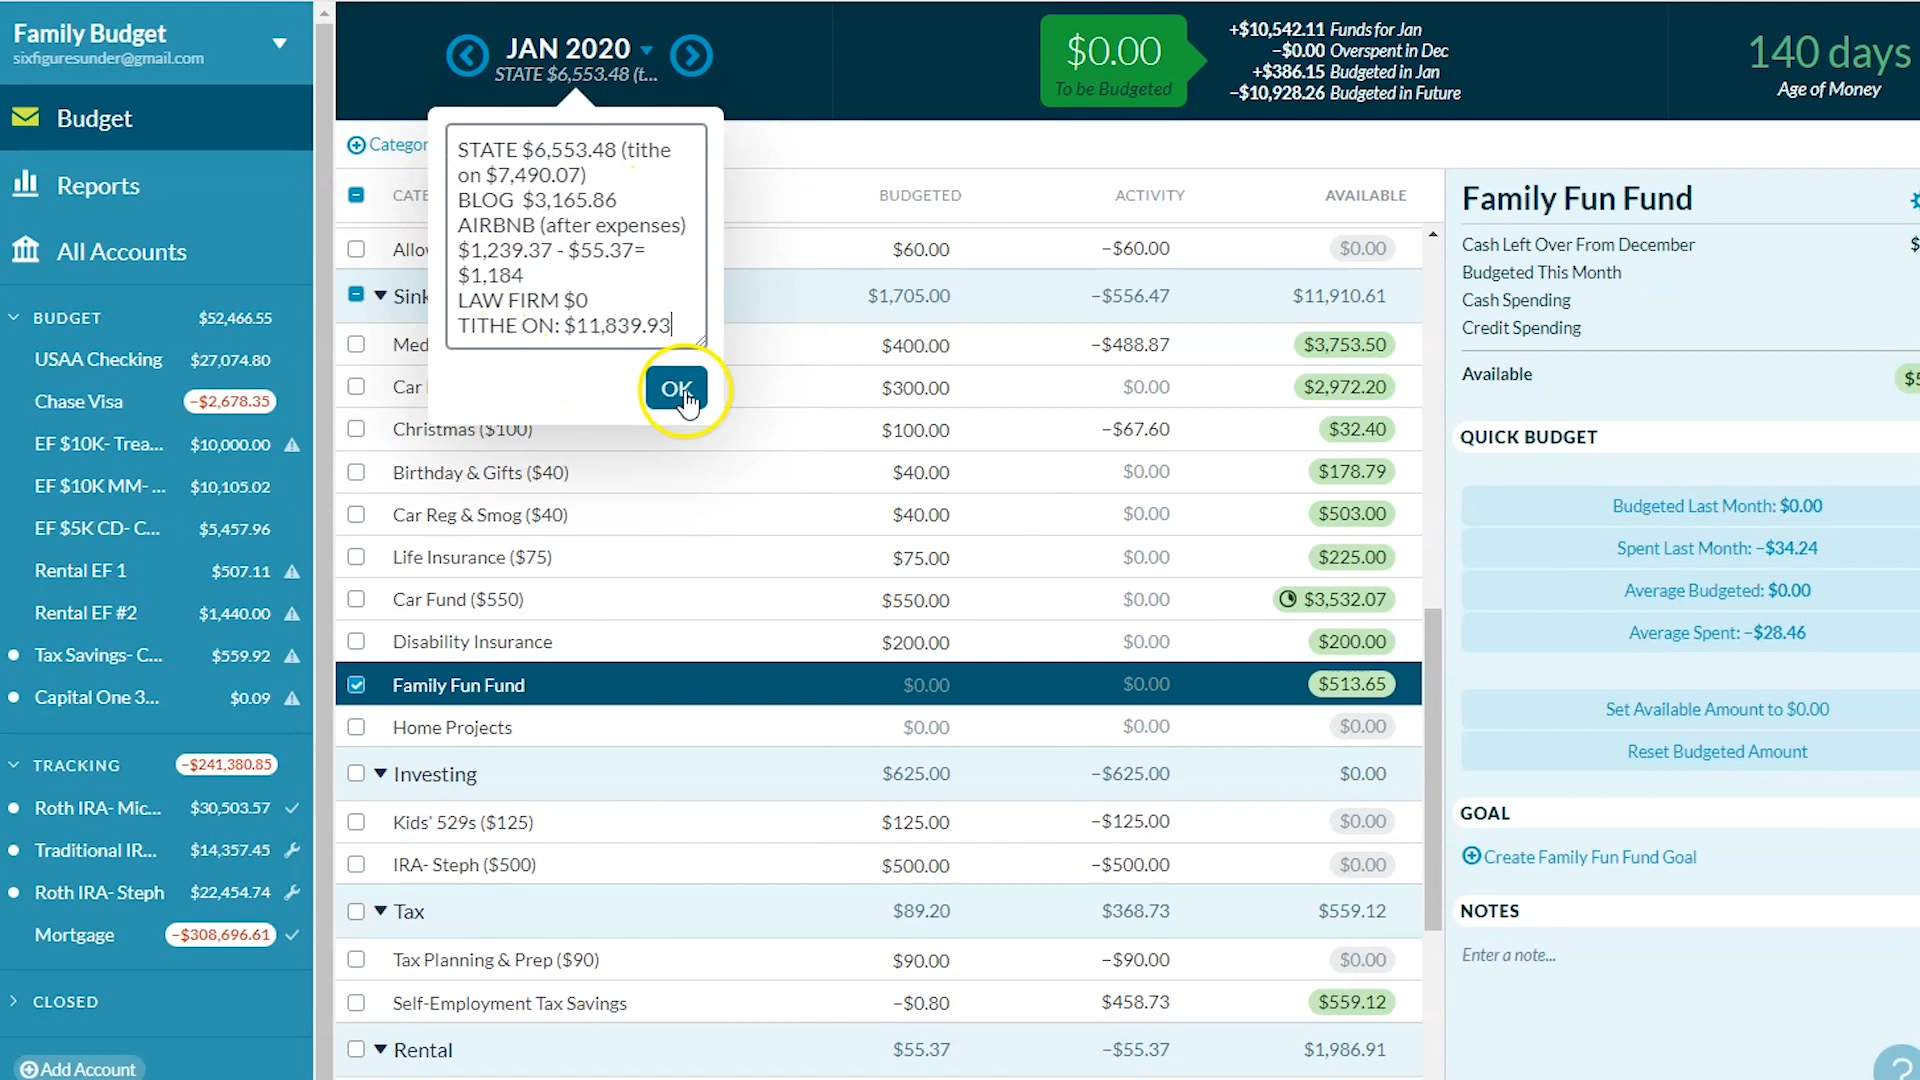 Family Budget
sixfiguresunder@gmail.com
Budget
Reports
All Accounts
BUDGET $52,466.55
USAA Checking $27,074.80
Chase Visa −$2,678.35
EF $10K- Trea... $10,000.00
EF $10K MM- ... $10,105.02
EF $5K CD- C... $5,457.96
Rental EF 1 $507.11
Rental EF #2 $1,440.00
Tax Savings- C... $559.92
Capital One 3... $0.09
TRACKING −$241,380.85
Roth IRA- Mic... $30,503.57
Traditional IR... $14,357.45
Roth IRA- Steph $22,454.74
Mortgage −$308,696.61
CLOSED
Add Account
JAN 2020
STATE $6,553.48 (t...
$0.00
To be Budgeted
+$10,542.11 Funds for Jan
−$0.00 Overspent in Dec
+$386.15 Budgeted in Jan
−$10,928.26 Budgeted in Future
140 days
Age of Money
STATE $6,553.48 (tithe
on $7,490.07)
BLOG $3,165.86
AIRBNB (after expenses)
$1,239.37 - $55.37=
$1,184
LAW FIRM $0
TITHE ON: $11,839.93
OK
Categor
CATE BUDGETED ACTIVITY AVAILABLE
Allo $60.00 −$60.00 $0.00
Sink $1,705.00 −$556.47 $11,910.61
Med $400.00 −$488.87 $3,753.50
Car $300.00 $0.00 $2,972.20
Christmas ($100) $100.00 −$67.60 $32.40
Birthday & Gifts ($40) $40.00 $0.00 $178.79
Car Reg & Smog ($40) $40.00 $0.00 $503.00
Life Insurance ($75) $75.00 $0.00 $225.00
Car Fund ($550) $550.00 $0.00 $3,532.07
Disability Insurance $200.00 $0.00 $200.00
Family Fun Fund $0.00 $0.00 $513.65
Home Projects $0.00 $0.00 $0.00
Investing $625.00 −$625.00 $0.00
Kids' 529s ($125) $125.00 −$125.00 $0.00
IRA- Steph ($500) $500.00 −$500.00 $0.00
Tax $89.20 $368.73 $559.12
Tax Planning & Prep ($90) $90.00 −$90.00 $0.00
Self-Employment Tax Savings −$0.80 $458.73 $559.12
Rental $55.37 −$55.37 $1,986.91
Family Fun Fund
Cash Left Over From December $
Budgeted This Month
Cash Spending
Credit Spending
Available $5
QUICK BUDGET
Budgeted Last Month: $0.00
Spent Last Month: −$34.24
Average Budgeted: $0.00
Average Spent: −$28.46
Set Available Amount to $0.00
Reset Budgeted Amount
GOAL
Create Family Fun Fund Goal
NOTES
Enter a note...
?